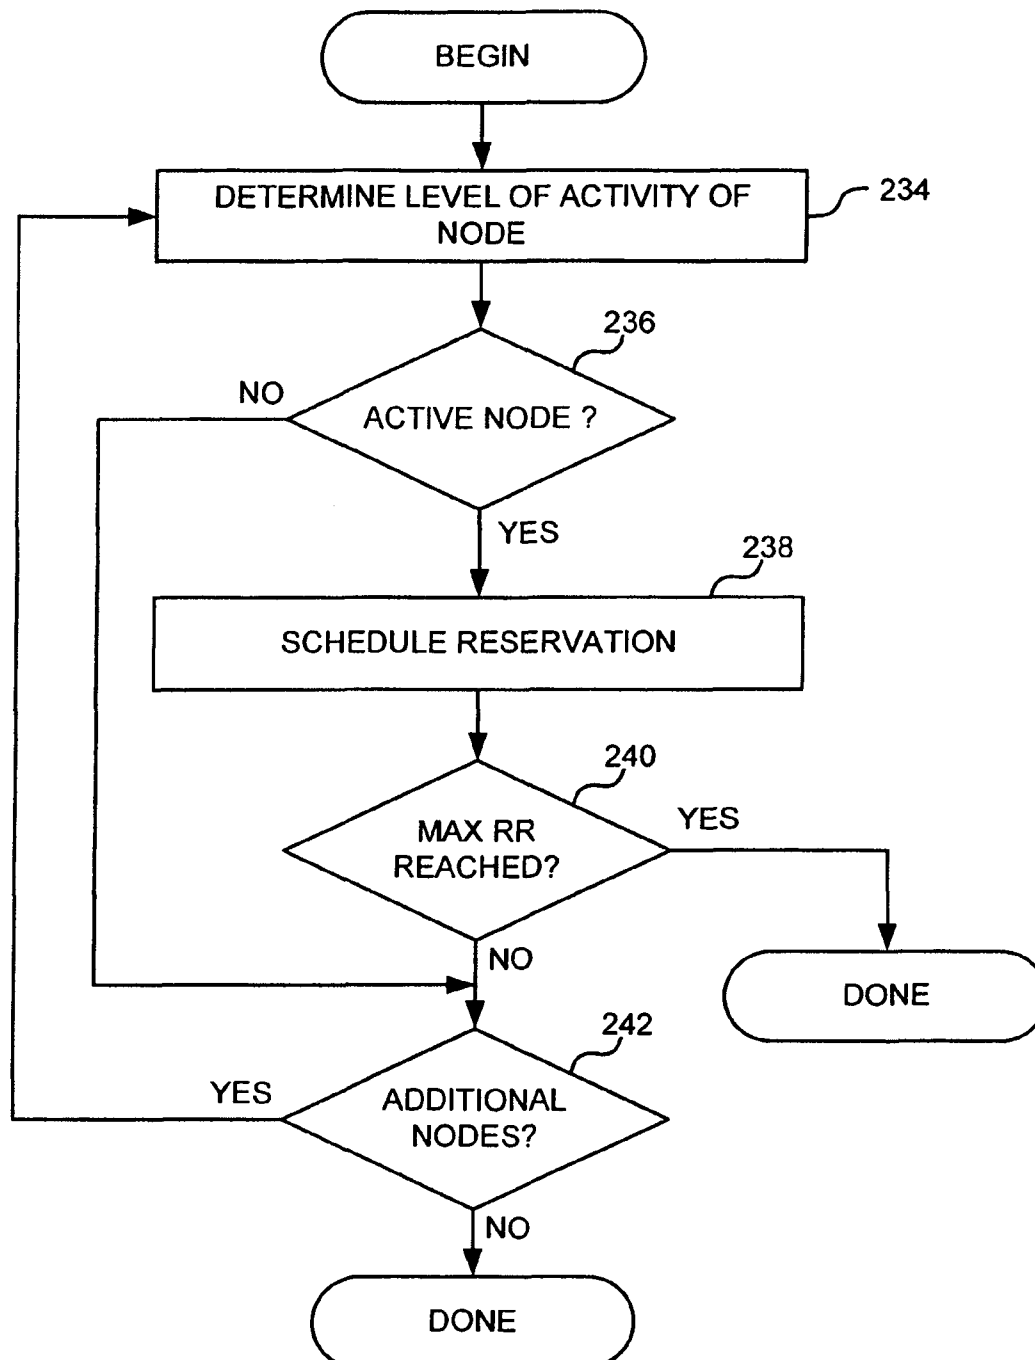 BEGIN
DETERMINE LEVEL OF ACTIVITY OF
NODE
234
236
NO
ACTIVE NODE ?
YES
238
SCHEDULE RESERVATION
240
YES
MAX RR
REACHED?
NO
DONE
242
YES
ADDITIONAL
NODES?
NO
DONE